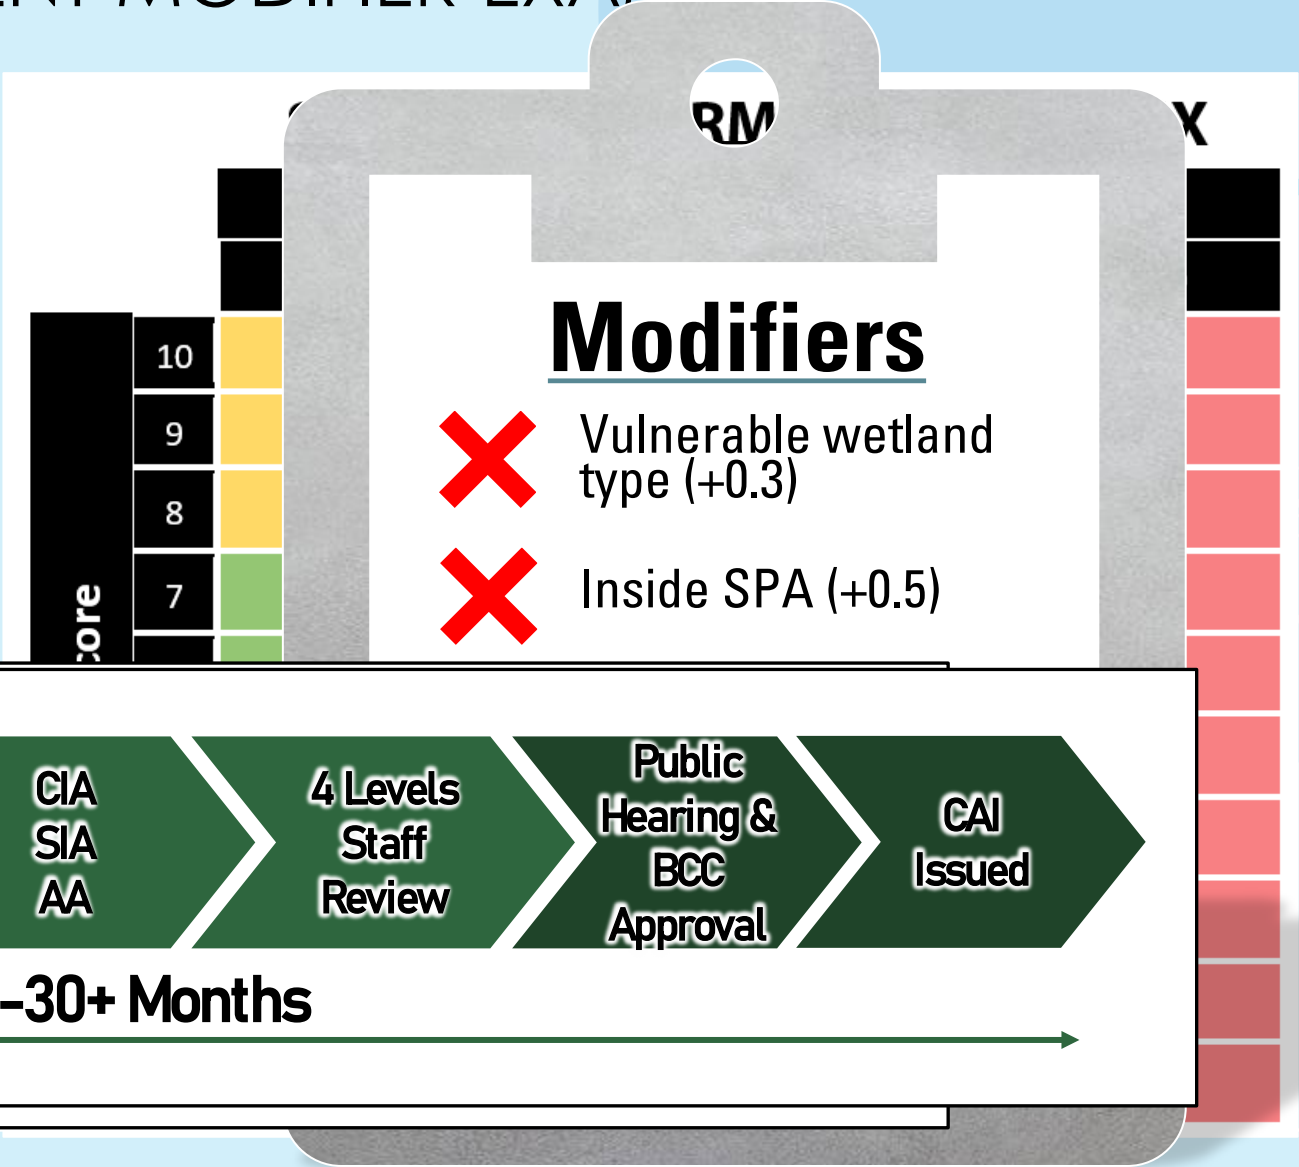 RM
X
Modifiers
10
9
8
7
Vulnerable wetland
type (+0.3)
Inside SPA (+0.5)
CIA
SIA
AA
4 Levels
Staff
Review
Public
Hearing &
BCC
Approval
CAI
Issued
-30+ Months